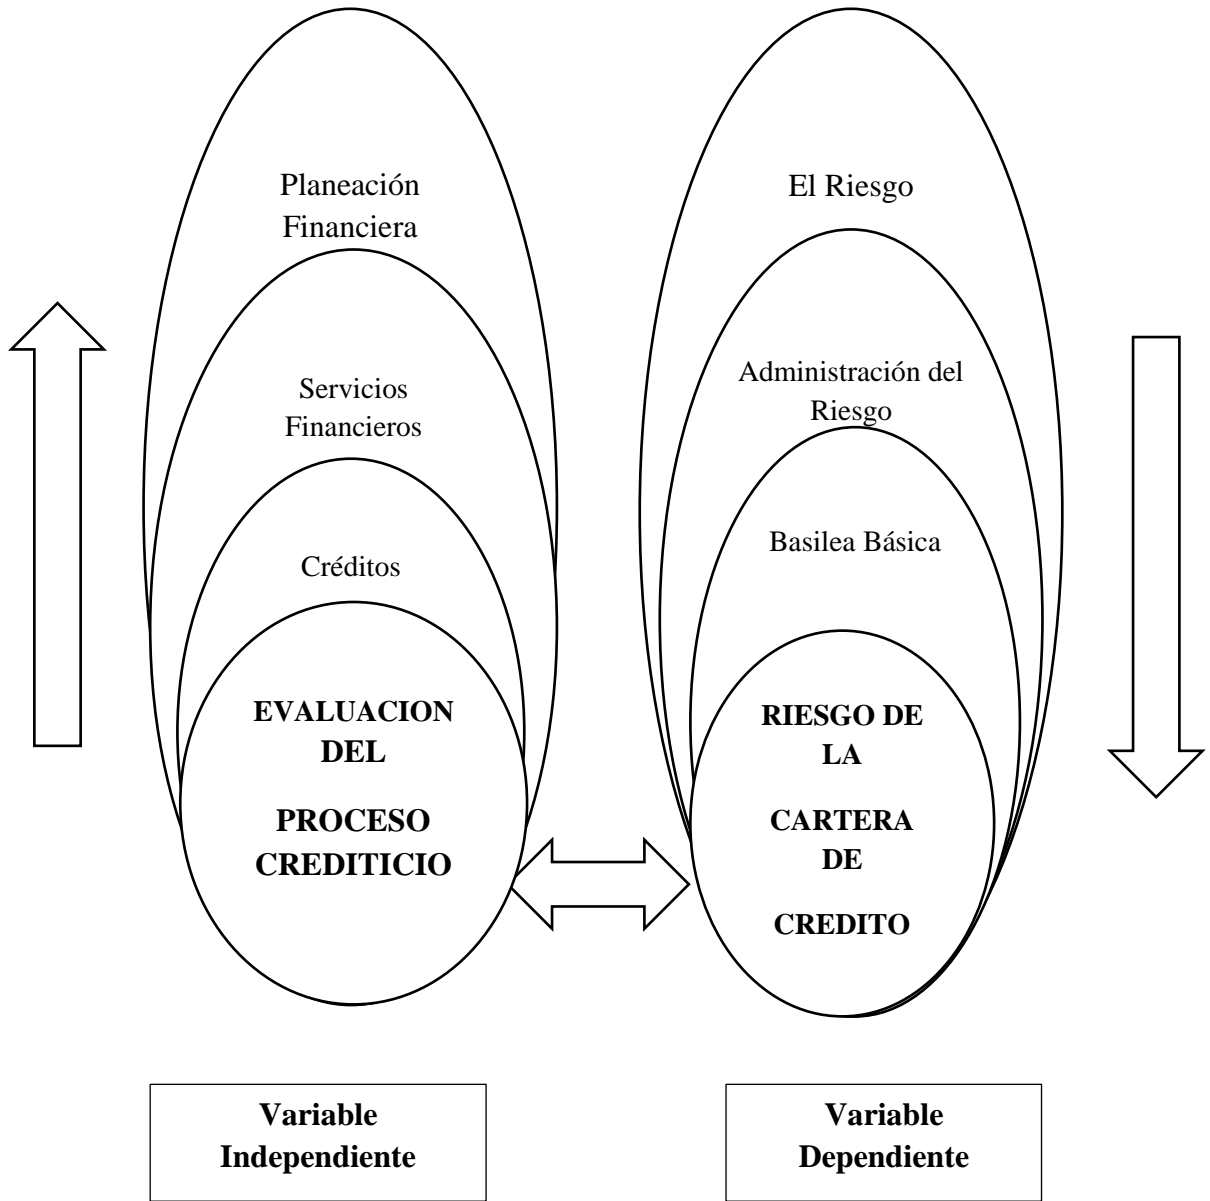 Planeación
Financiera
Servicios
Financieros
Créditos
EVALUACION
DEL
PROCESO
CREDITICIO
El Riesgo
Administración del
Riesgo
Basilea Básica
RIESGO DE
LA
CARTERA
DE
CREDITO
Variable
Independiente
Variable
Dependiente